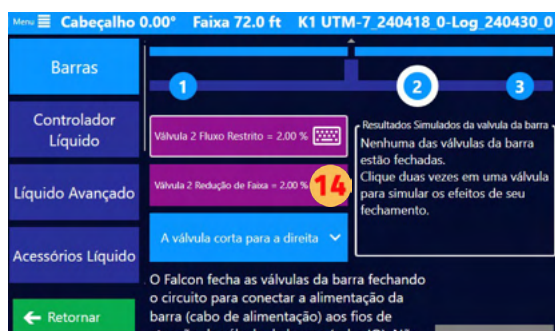 Menu Cabeçalho 0.00° Faixa 72.0 ft K1 UTM-7_240418_0-Log_240430_0
Barras
1
2
3
Controlador
Líquido
Válvula 2 Fluxo Restrito = 2.00 %
Resultados Simulados da valvula da barra
Nenhuma das válvulas da barra
estão fechadas.
Clique duas vezes em uma válvula
para simular os efeitos de seu
fechamento.
Líquido Avançado
Válvula 2 Redução de Faixa = 2.00 %
14
A válvula corta para a direita
Acessórios Líquido
O Falcon fecha as válvulas da barra fechando
o circuito para conectar a alimentação da
barra (cabo de alimentação) aos fios de
Retornar